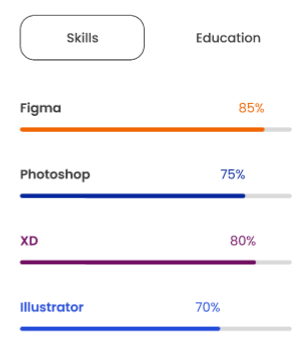 Skills Education
Figma 85%
Photoshop 75%
XD 80%
Illustrator 70%